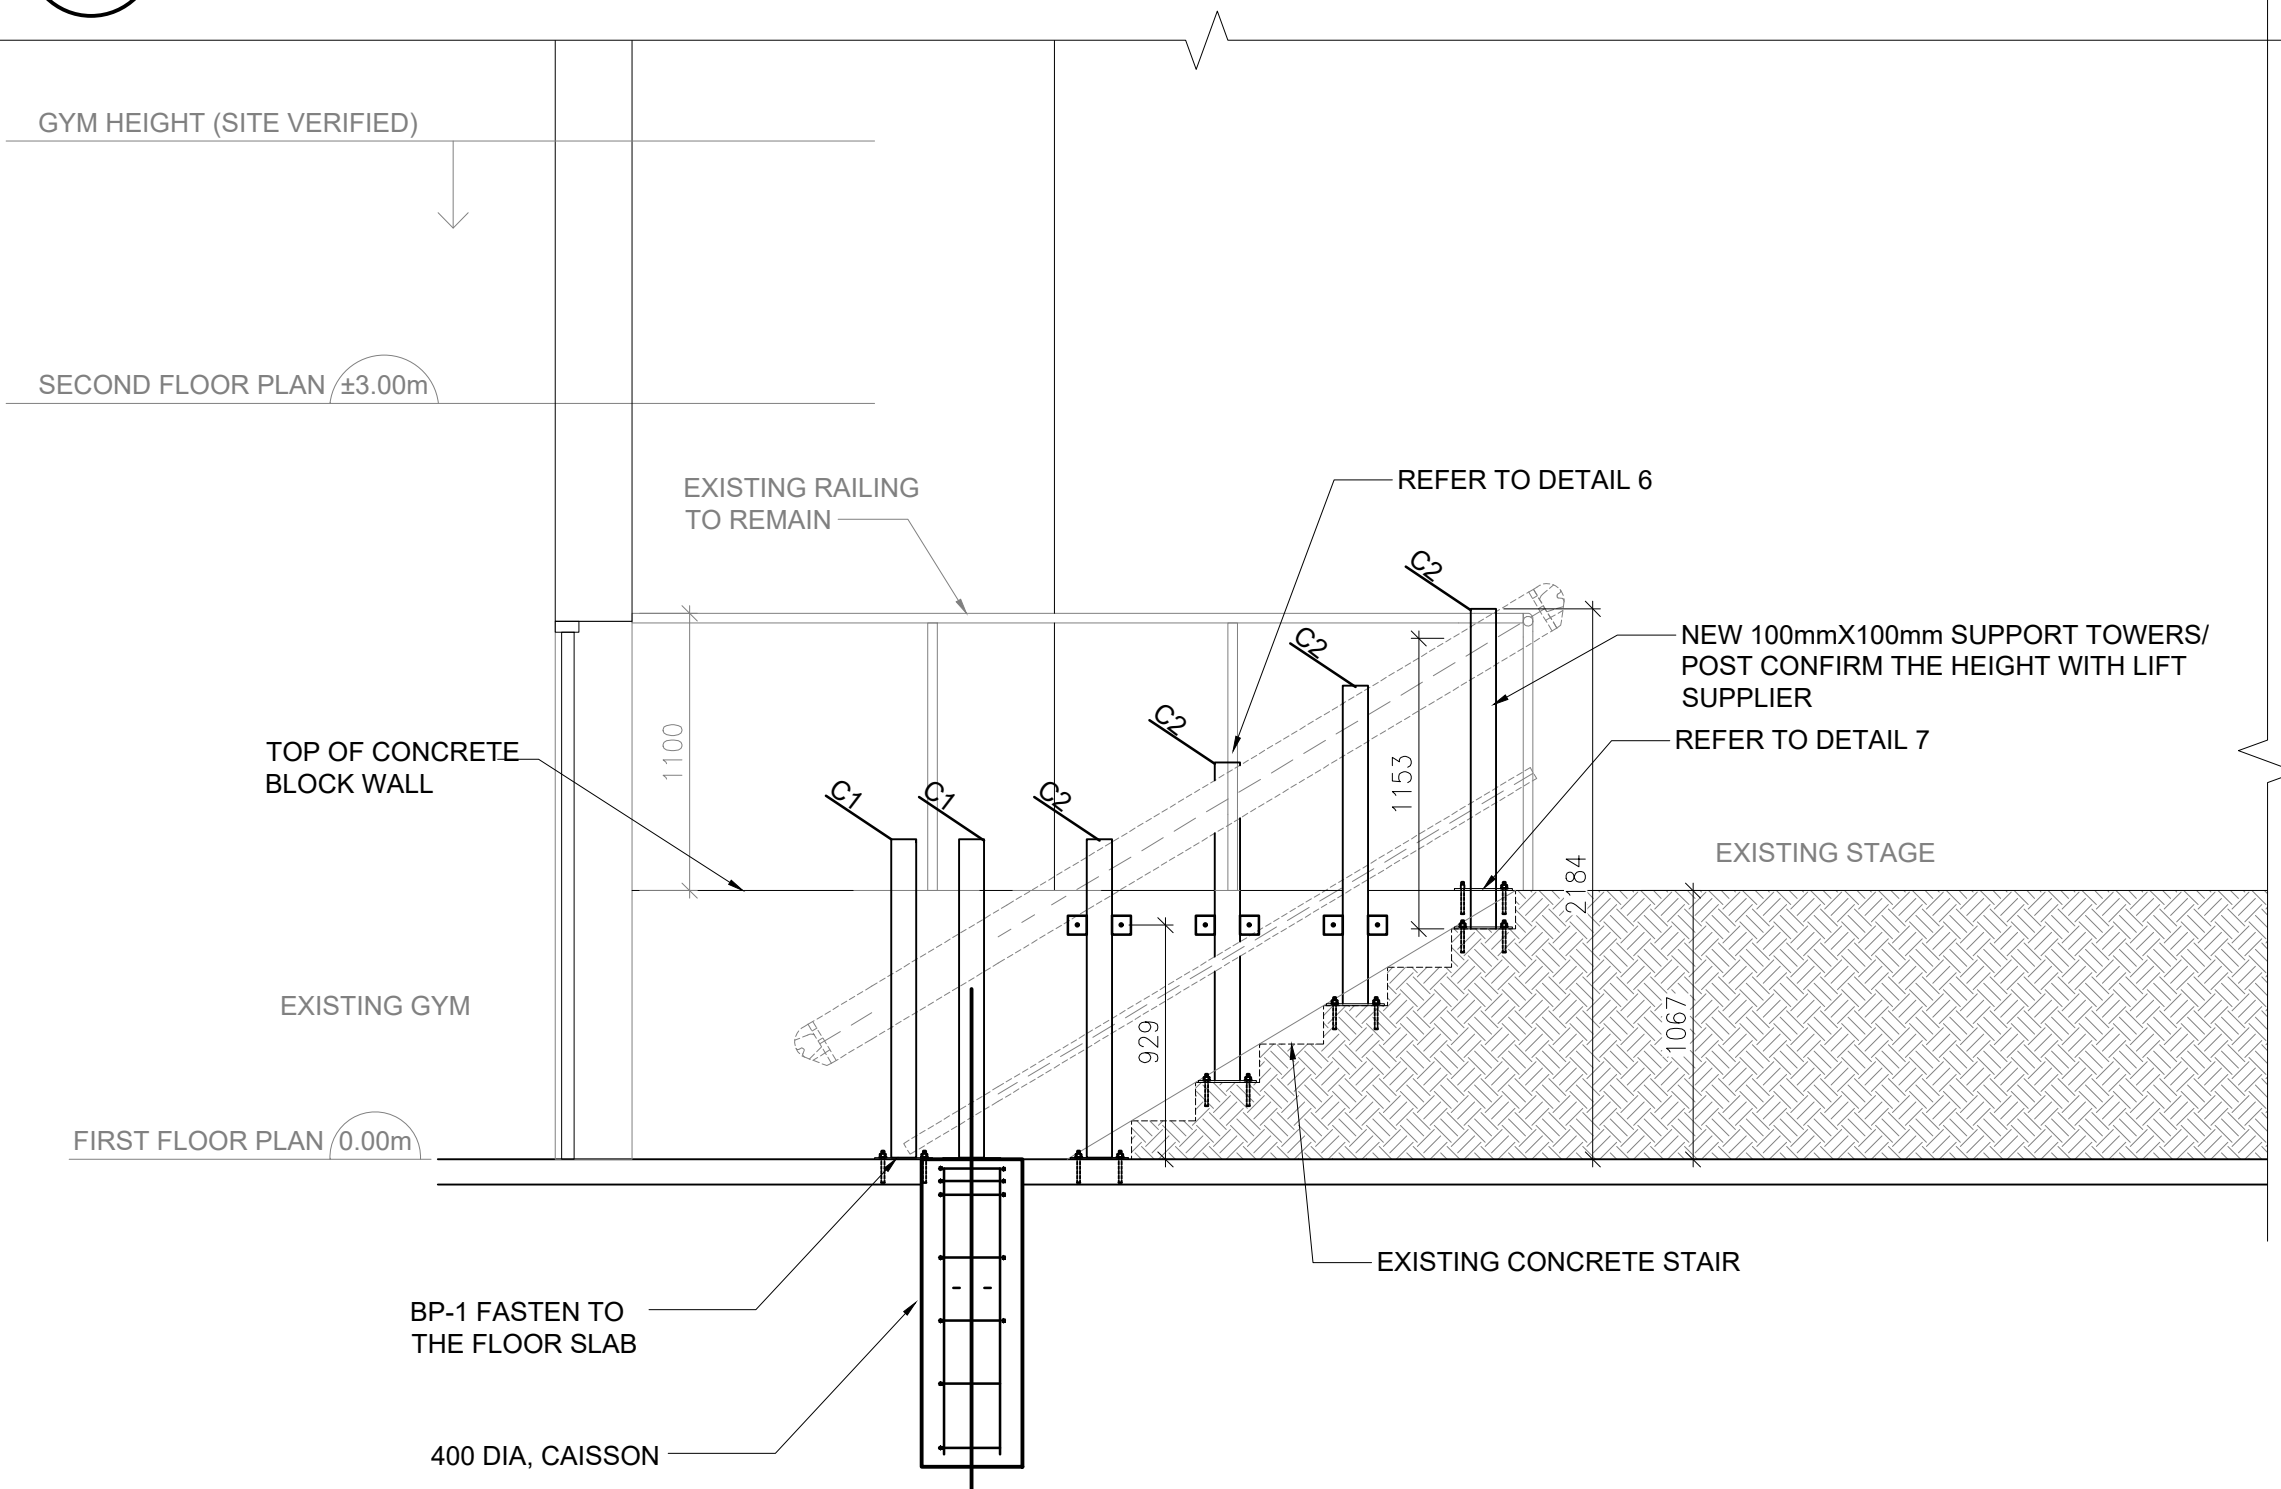 GYM HEIGHT (SITE VERIFIED)
SECOND FLOOR PLAN ±3.00m
REFER TO DETAIL 6
EXISTING RAILING
TO REMAIN
C2
NEW 100mmX100mm SUPPORT TOWERS/
POST CONFIRM THE HEIGHT WITH LIFT
SUPPLIER
C2
C2
REFER TO DETAIL 7
TOP OF CONCRETE
BLOCK WALL
1100
1153
C1
C1
C2
EXISTING STAGE
2184
EXISTING GYM
929
1067
FIRST FLOOR PLAN 0.00m
EXISTING CONCRETE STAIR
BP-1 FASTEN TO
THE FLOOR SLAB
400 DIA, CAISSON